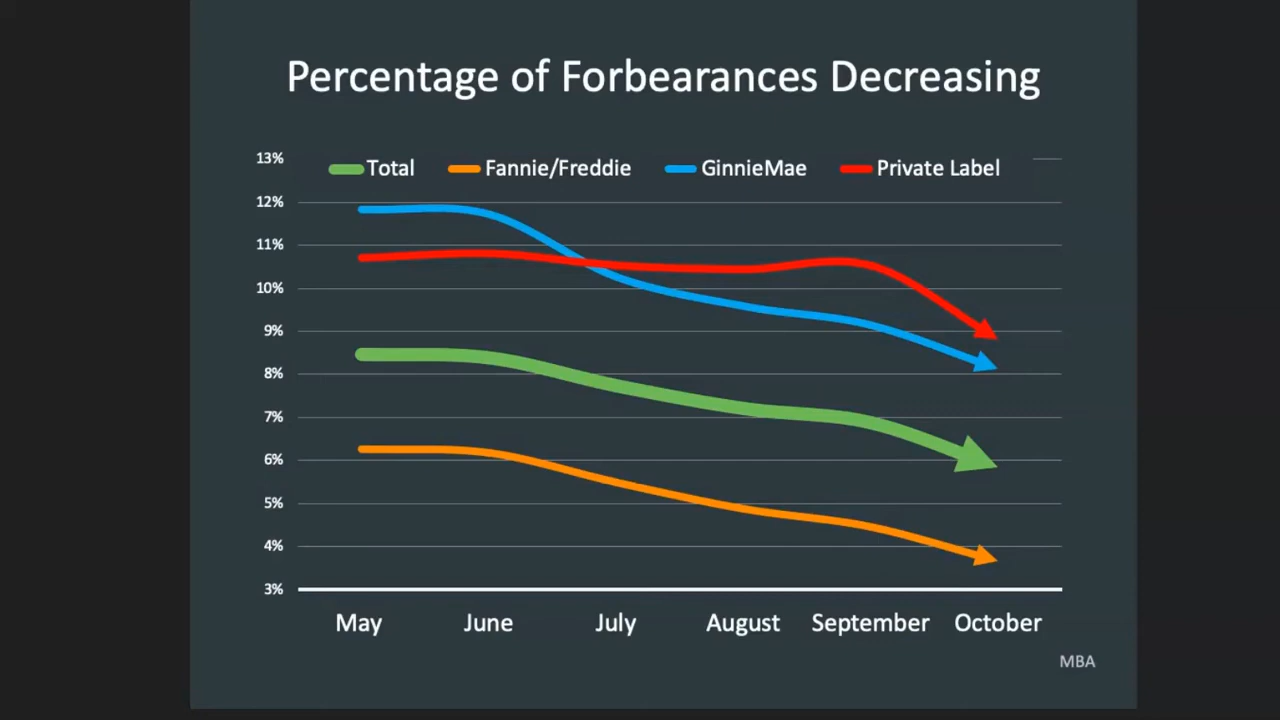 Percentage of Forbearances Decreasing
13%
Total Fannie/Freddie GinnieMae Private Label
12%
11%
10%
9%
8%
7%
6%
5%
4%
3%
May June July August September October
MBA